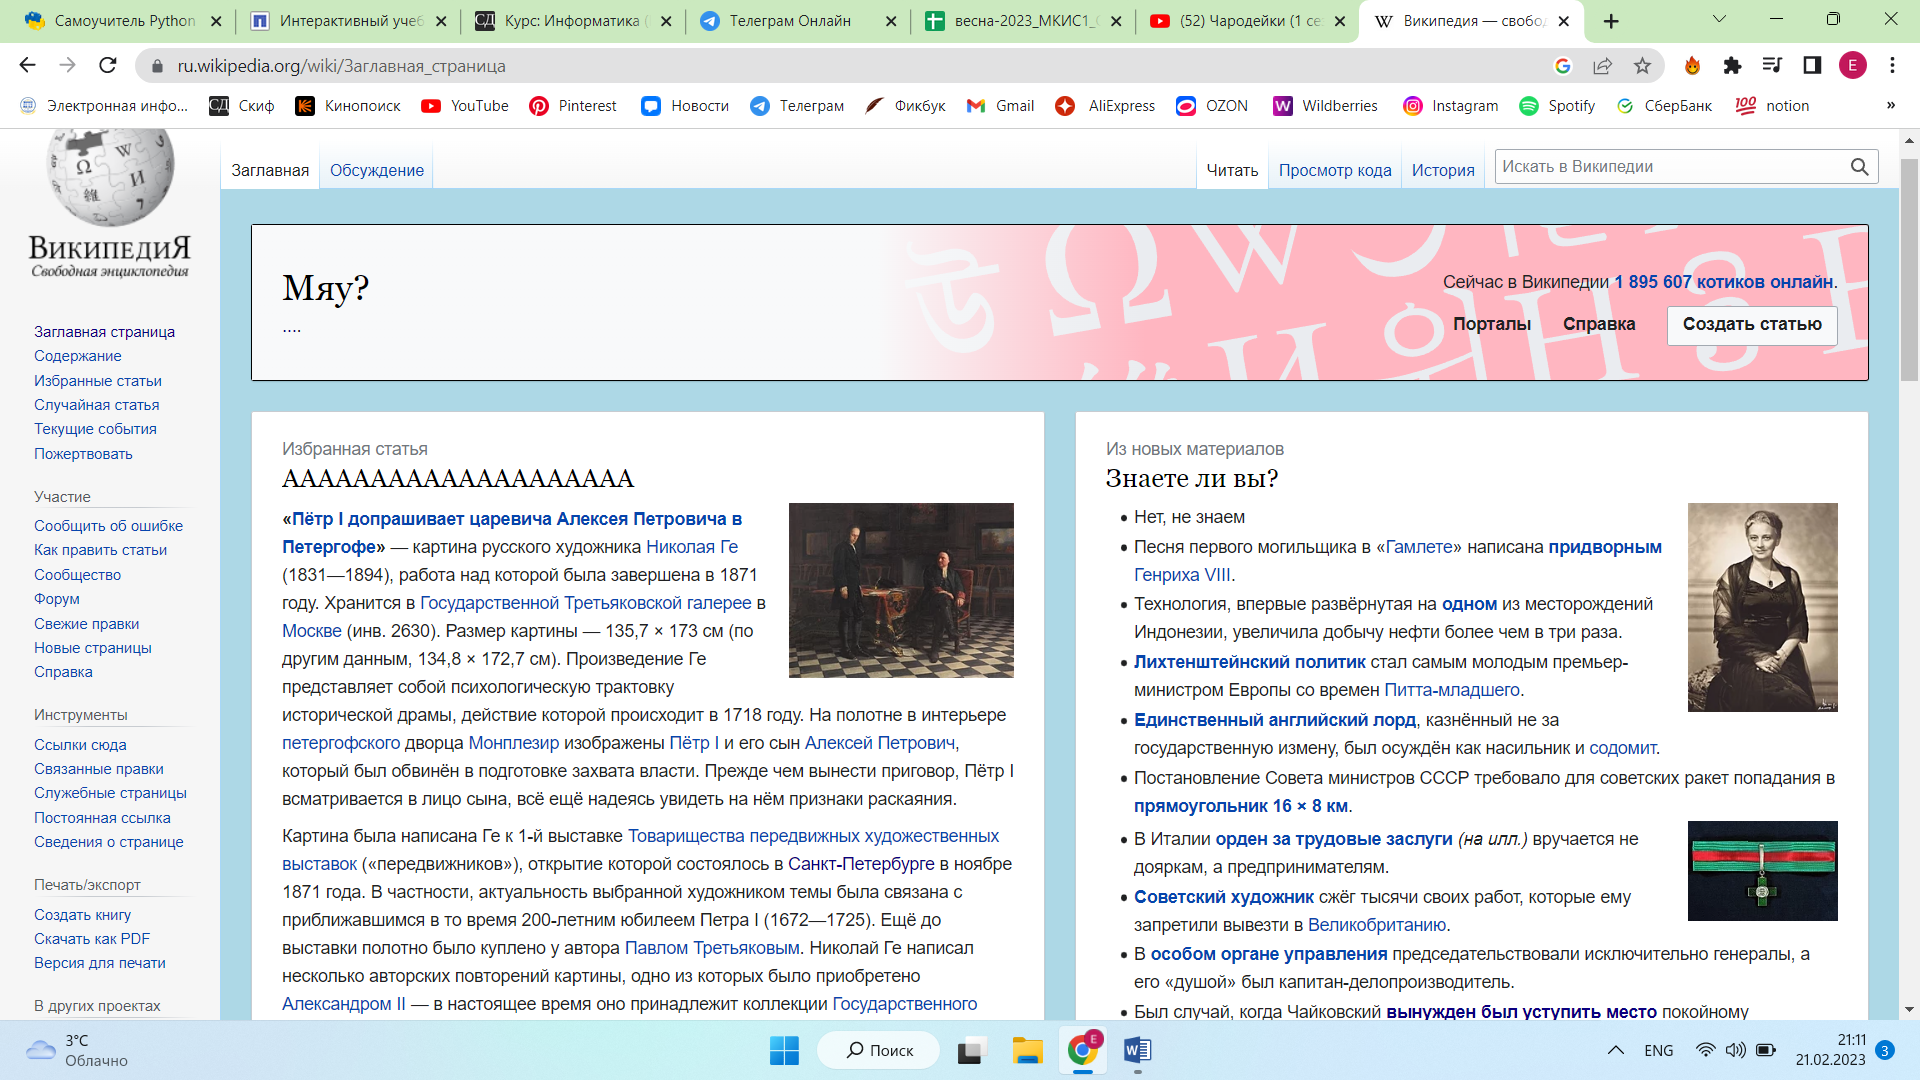 Самоучитель Python
Интерактивный учеб
Курс: Информатика (
Телеграм Онлайн
весна-2023_МКИС1_
(52) Чародейки (1 се
Википедия — свобо
ru.wikipedia.org/wiki/Заглавная_страница
E
Электронная инфо...
СД Скиф
Кинопоиск
YouTube
Pinterest
Новости
Телеграм
Фикбук
Gmail
AliExpress
OZON
Wildberries
Instagram
Spotify
СберБанк
100 notion
»
ВикипедиЯ
Свободная энциклопедия
Заглавная
Обсуждение
Читать
Просмотр кода
История
Искать в Википедии
Заглавная страница
Содержание
Избранные статьи
Случайная статья
Текущие события
Пожертвовать
Участие
Сообщить об ошибке
Как править статьи
Сообщество
Форум
Свежие правки
Новые страницы
Справка
Инструменты
Ссылки сюда
Связанные правки
Служебные страницы
Постоянная ссылка
Сведения о странице
Печать/экспорт
Создать книгу
Скачать как PDF
Версия для печати
В других проектах
Мяу?
....
Сейчас в Википедии 1 895 607 котиков онлайн.
Порталы
Справка
Создать статью
Избранная статья
АААААААААААААААААААА
«Пётр I допрашивает царевича Алексея Петровича в
Петергофе» — картина русского художника Николая Ге
(1831—1894), работа над которой была завершена в 1871
году. Хранится в Государственной Третьяковской галерее в
Москве (инв. 2630). Размер картины — 135,7 × 173 см (по
другим данным, 134,8 × 172,7 см). Произведение Ге
представляет собой психологическую трактовку
исторической драмы, действие которой происходит в 1718 году. На полотне в интерьере
петергофского дворца Монплезир изображены Пётр I и его сын Алексей Петрович,
который был обвинён в подготовке захвата власти. Прежде чем вынести приговор, Пётр I
всматривается в лицо сына, всё ещё надеясь увидеть на нём признаки раскаяния.
Картина была написана Ге к 1-й выставке Товарищества передвижных художественных
выставок («передвижников»), открытие которой состоялось в Санкт-Петербурге в ноябре
1871 года. В частности, актуальность выбранной художником темы была связана с
приближавшимся в то время 200-летним юбилеем Петра I (1672—1725). Ещё до
выставки полотно было куплено у автора Павлом Третьяковым. Николай Ге написал
несколько авторских повторений картины, одно из которых было приобретено
Александром II — в настоящее время оно принадлежит коллекции Государственного
Из новых материалов
Знаете ли вы?
Нет, не знаем
Песня первого могильщика в «Гамлете» написана придворным
Генриха VIII.
Технология, впервые развёрнутая на одном из месторождений
Индонезии, увеличила добычу нефти более чем в три раза.
Лихтенштейнский политик стал самым молодым премьер-
министром Европы со времен Питта-младшего.
Единственный английский лорд, казнённый не за
государственную измену, был осуждён как насильник и содомит.
Постановление Совета министров СССР требовало для советских ракет попадания в
прямоугольник 16 × 8 км.
В Италии орден за трудовые заслуги (на илл.) вручается не
дояркам, а предпринимателям.
Советский художник сжёг тысячи своих работ, которые ему
запретили вывезти в Великобританию.
В особом органе управления председательствовали исключительно генералы, а
его «душой» был капитан-делопроизводитель.
Был случай, когда Чайковский вынужден был уступить место покойному
3°C
Облачно
Поиск
ENG
21:11
21.02.2023
3